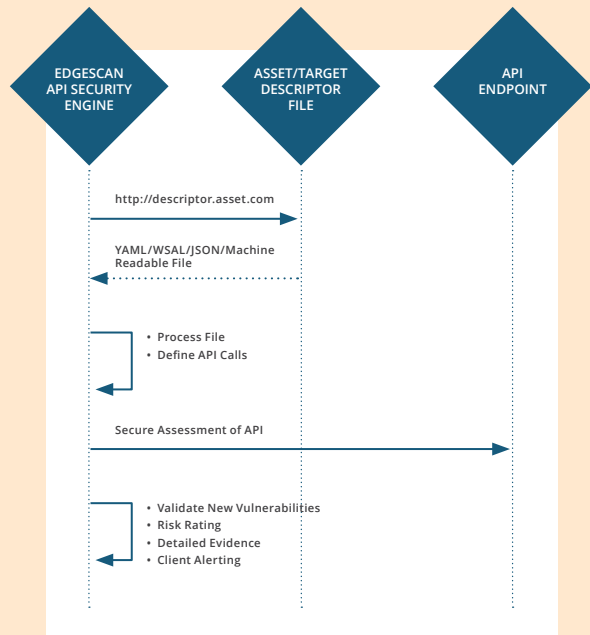 EDGESCAN
API SECURITY
ENGINE
ASSET/TARGET
DESCRIPTOR
FILE
API
ENDPOINT
http://descriptor.asset.com
YAML/WSAL/JSON/Machine
Readable File
• Process File
• Define API Calls
Secure Assessment of API
• Validate New Vulnerabilities
• Risk Rating
• Detailed Evidence
• Client Alerting